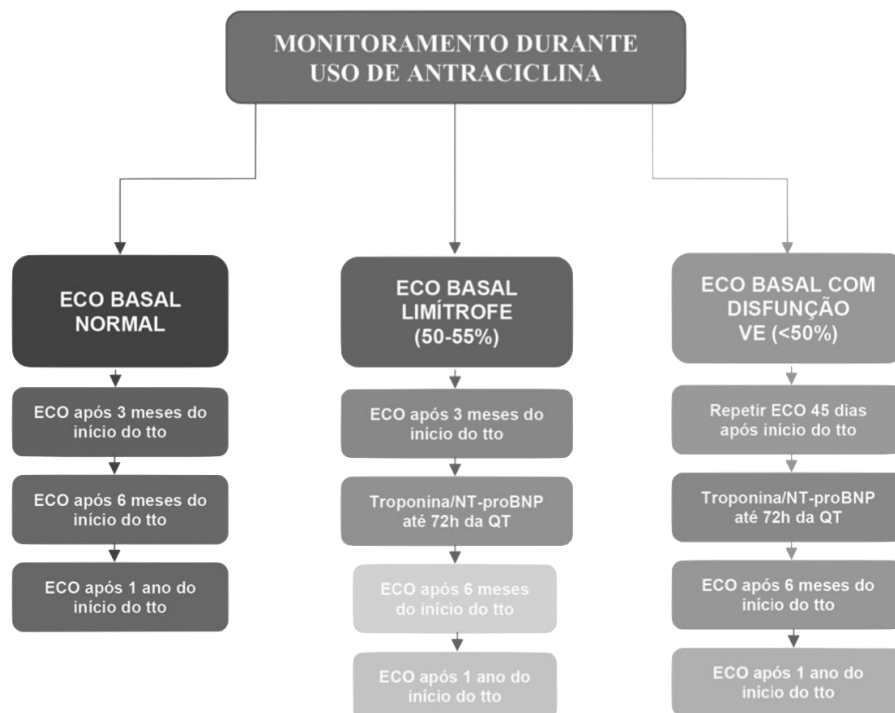 MONITORAMENTO DURANTE
USO DE ANTRACICLINA
ECO BASAL
NORMAL
ECO após 3 meses do
início do tto
ECO após 6 meses do
início do tto
ECO após 1 ano do
início do tto
ECO BASAL
LIMÍTROFE
(50-55%)
ECO após 3 meses do
início do tto
Troponina/NT-proBNP
até 72h da QT
ECO após 6 meses
do início do tto
ECO após 1 ano do
início do tto
ECO BASAL COM
DISFUNÇÃO
VE (<50%)
Repetir ECO 45 dias
após início do tto
Troponina/NT-proBNP
até 72h da QT
ECO após 6 meses do
início do tto
ECO após 1 ano do
início do tto